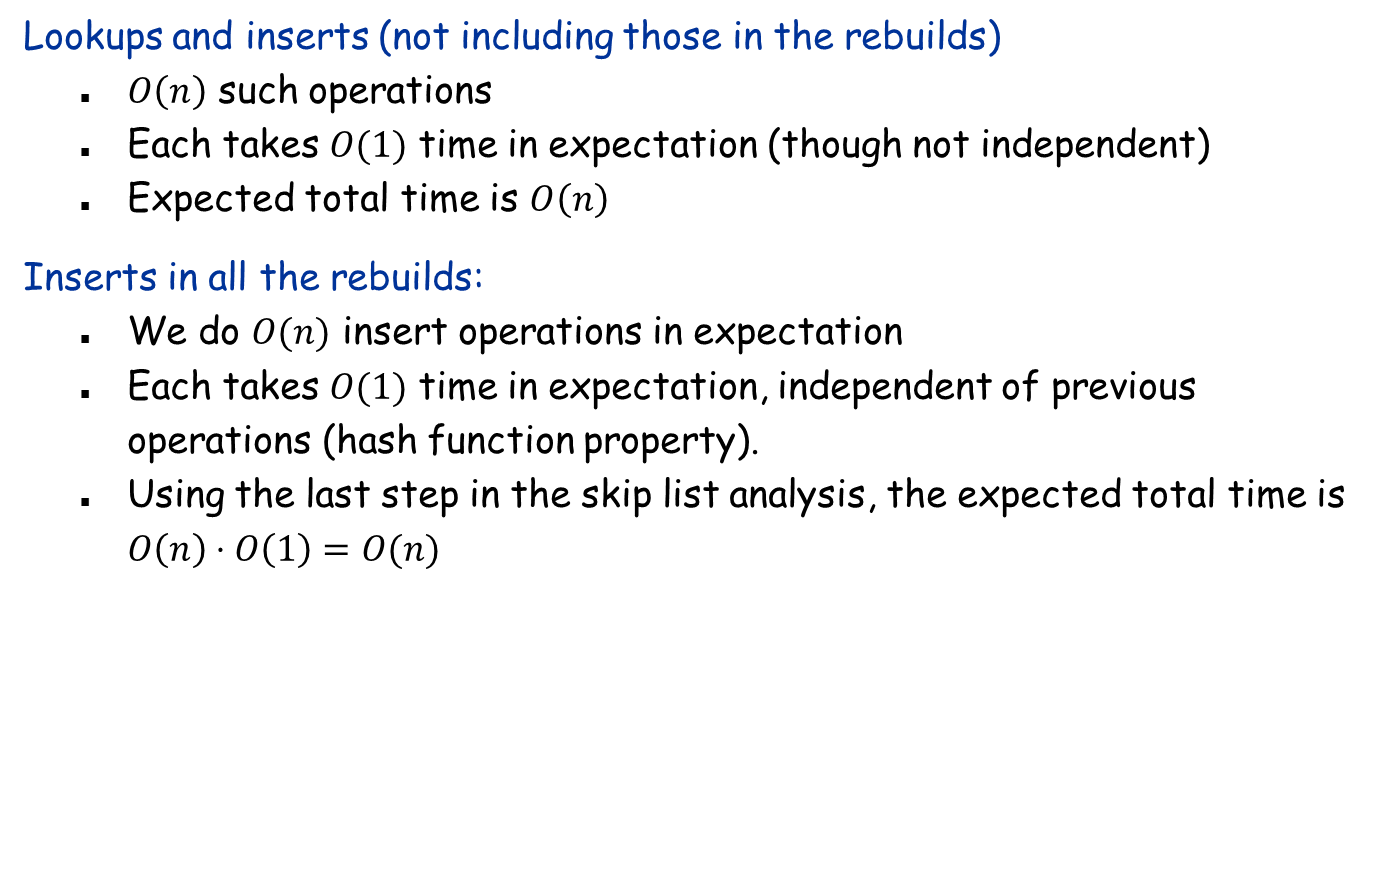 Lookups and inserts (not including those in the rebuilds)
▪ O(n) such operations
▪ Each takes O(1) time in expectation (though not independent)
▪ Expected total time is O(n)
Inserts in all the rebuilds:
▪ We do O(n) insert operations in expectation
▪ Each takes O(1) time in expectation, independent of previous
operations (hash function property).
▪ Using the last step in the skip list analysis, the expected total time is
O(n) · O(1) = O(n)